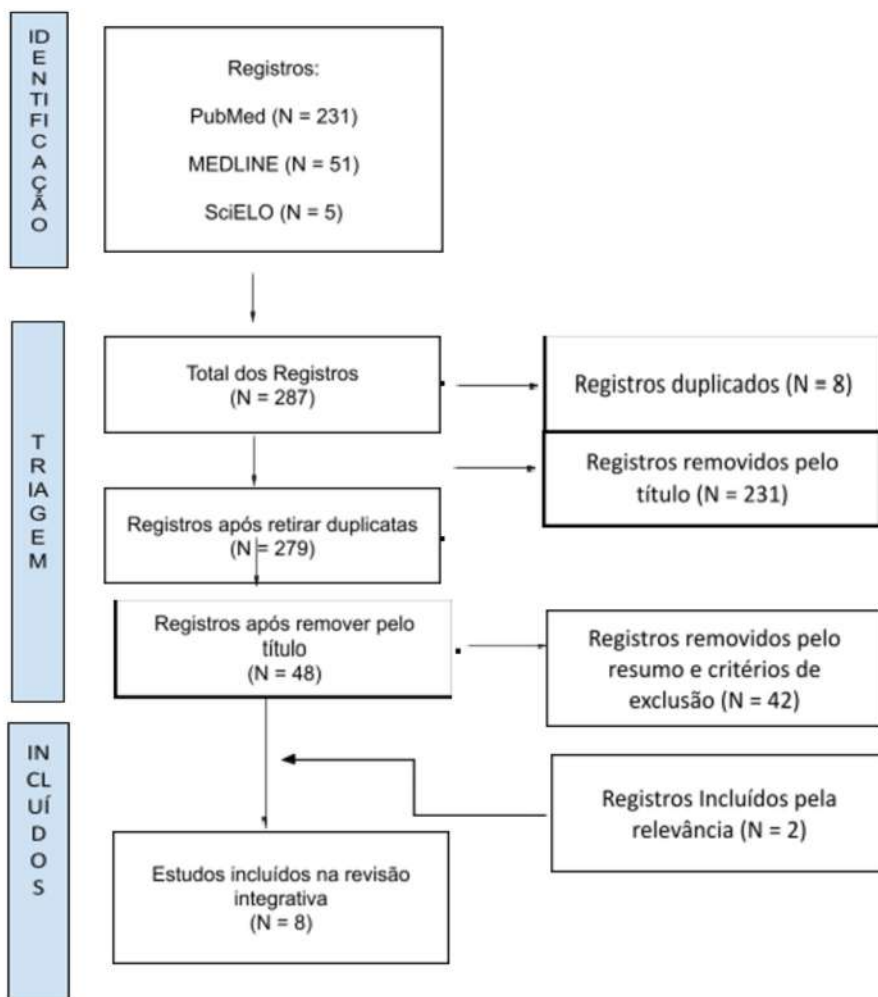 IDENTIFICAÇÃO
Registros:
PubMed (N = 231)
MEDLINE (N = 51)
SciELO (N = 5)
TRIAGEM
Total dos Registros
(N = 287)
Registros duplicados (N = 8)
Registros removidos pelo
título (N = 231)
Registros após retirar duplicatas
(N = 279)
Registros após remover pelo
título
(N = 48)
Registros removidos pelo
resumo e critérios de
exclusão (N = 42)
INCLUÍDOS
Registros Incluídos pela
relevância (N = 2)
Estudos incluídos na revisão
integrativa
(N = 8)